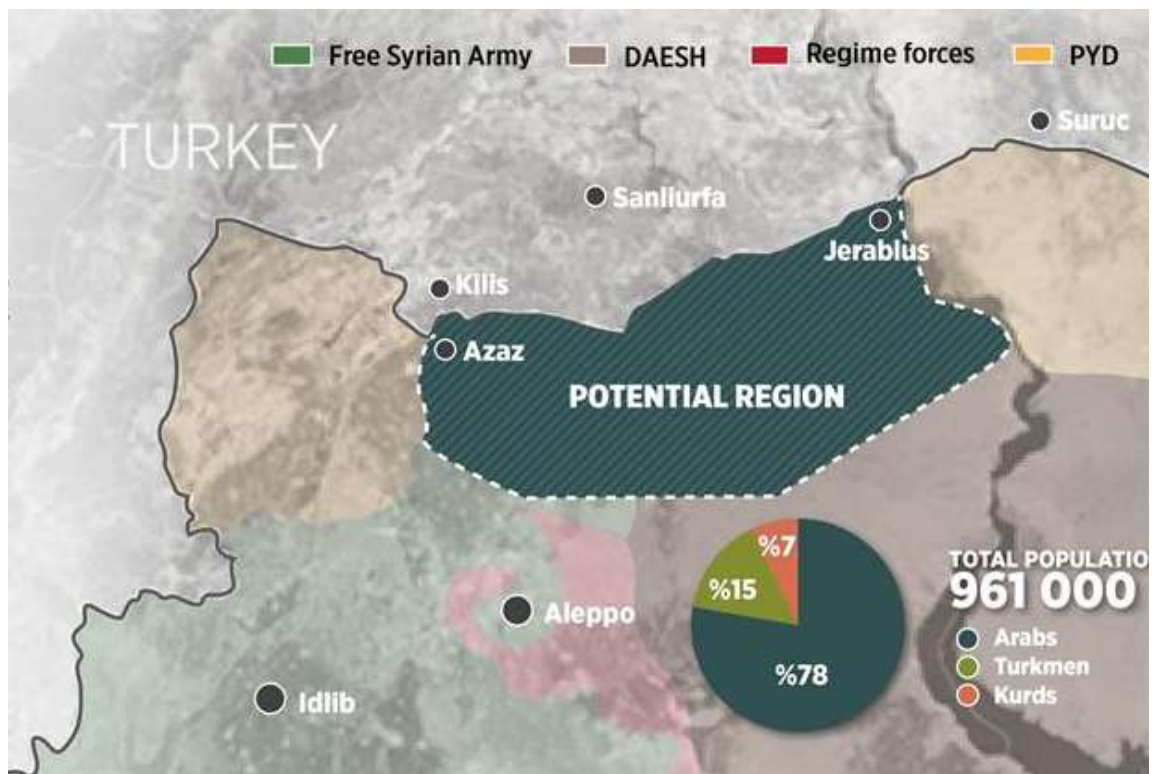 Free Syrian Army
DAESH
Regime forces
PYD
TURKEY
Suruc
Sanliurfa
Jerablus
Kilis
Azaz
POTENTIAL REGION
%7
%15
%78
TOTAL POPULATIO
961 000
Arabs
Turkmen
Kurds
Aleppo
Idlib